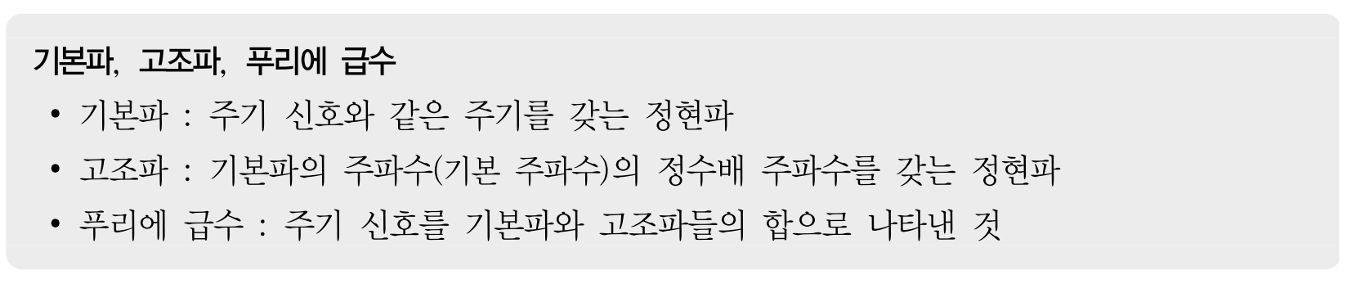 기본파, 고조파, 푸리에 급수
• 기본파 : 주기 신호와 같은 주기를 갖는 정현파
• 고조파 : 기본파의 주파수(기본 주파수)의 정수배 주파수를 갖는 정현파
• 푸리에 급수 : 주기 신호를 기본파와 고조파들의 합으로 나타낸 것